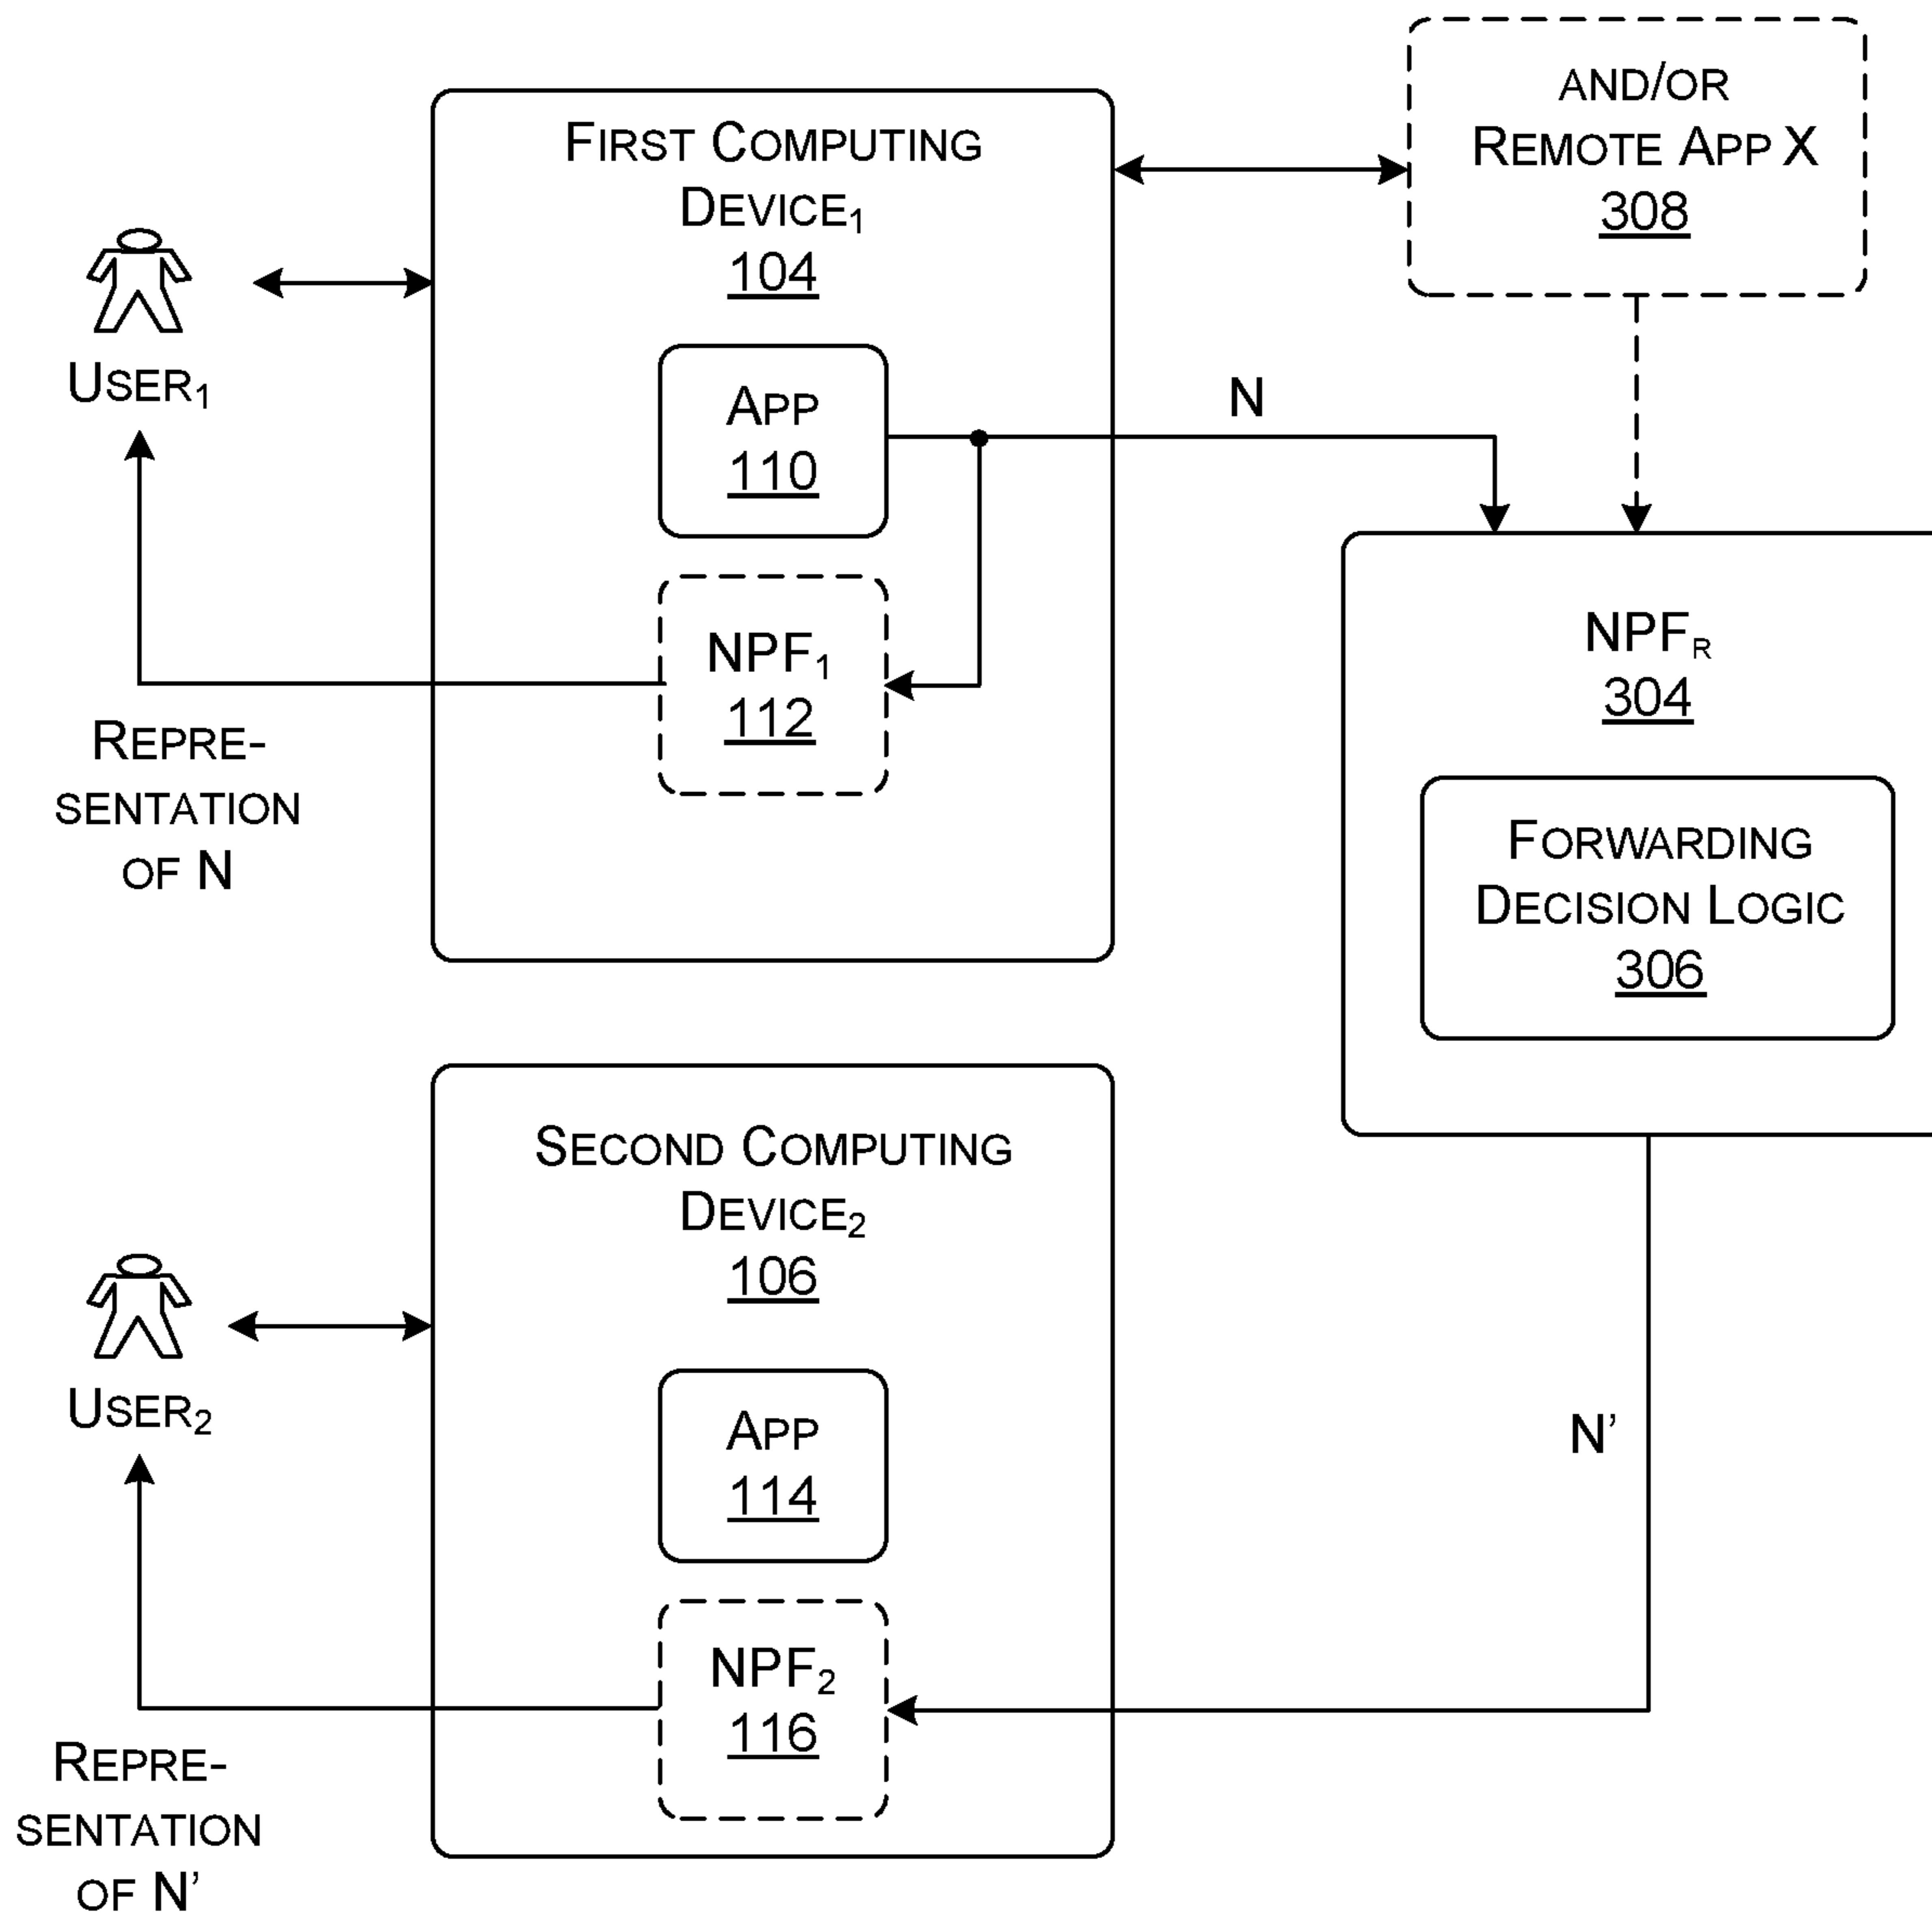 AND/OR
REMOTE APP X
308
FIRST COMPUTING
DEVICE1
104
USER1
APP
110
N
NPF1
112
REPRE-
SENTATION
OF N
NPFR
304
FORWARDING
DECISION LOGIC
306
SECOND COMPUTING
DEVICE2
106
USER2
APP
114
N’
NPF2
116
REPRE-
SENTATION
OF N’